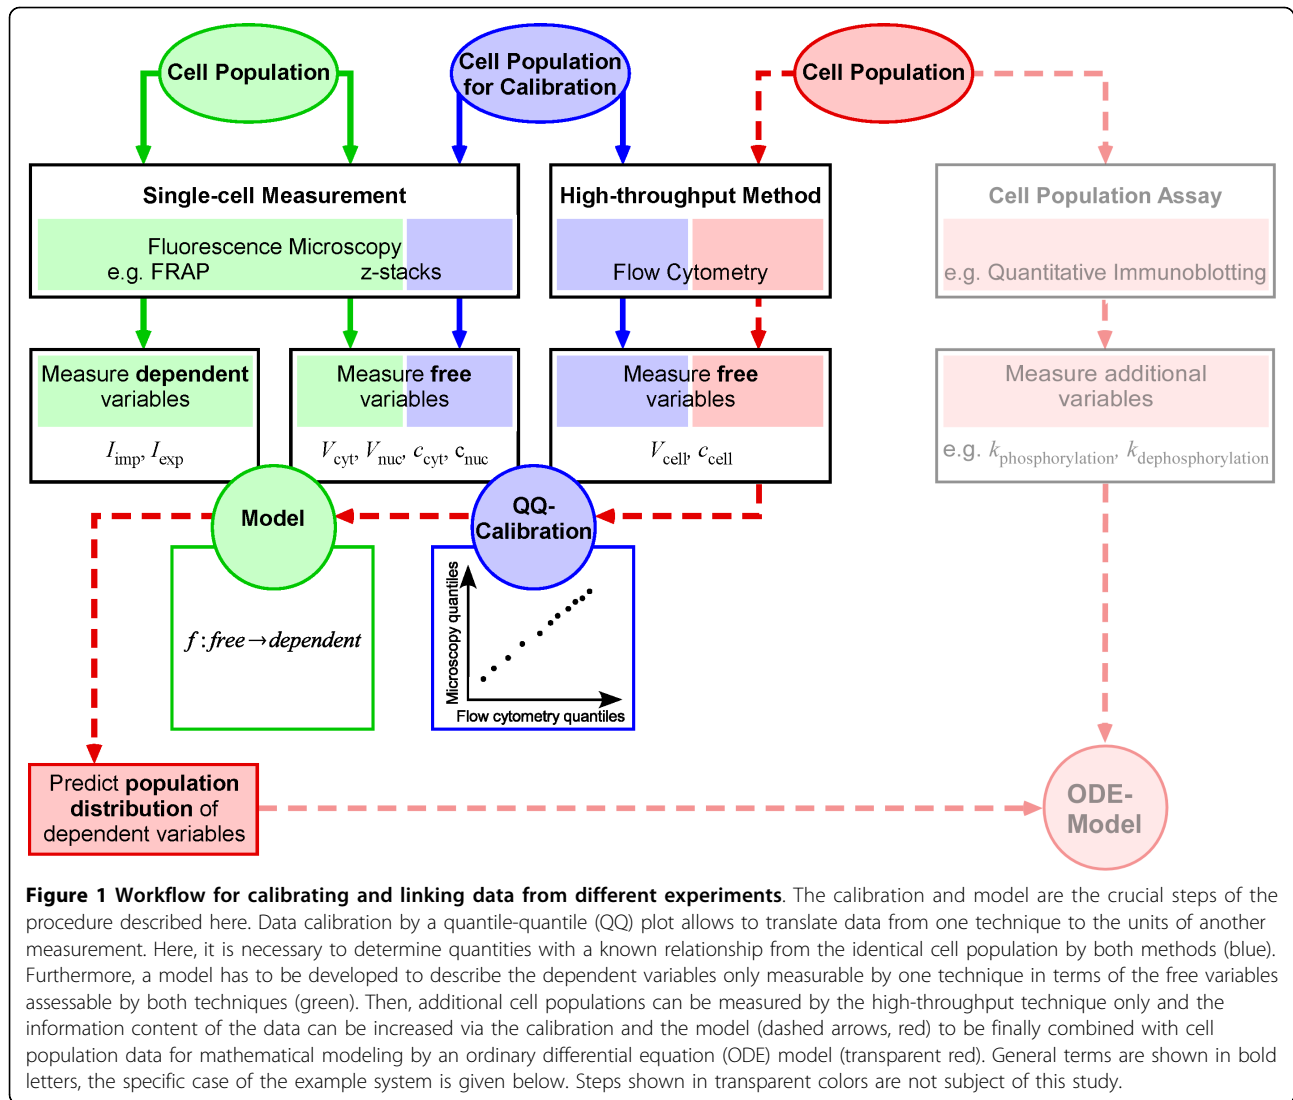 Cell Population
Cell Population
for Calibration
Cell Population
Single-cell Measurement
Fluorescence Microscopy
e.g. FRAP
z-stacks
High-throughput Method
Flow Cytometry
Cell Population Assay
e.g. Quantitative Immunoblotting
Measure dependent
variables
I_imp, I_exp
Measure free
variables
V_cyt, V_nuc, c_cyt, c_nuc
Measure free
variables
V_cell, c_cell
Measure additional
variables
e.g. k_phosphorylation, k_dephosphorylation
Model
f : free → dependent
QQ-
Calibration
Microscopy quantiles
Flow cytometry quantiles
Predict population
distribution of
dependent variables
ODE-
Model
Figure 1 Workflow for calibrating and linking data from different experiments. The calibration and model are the crucial steps of the
procedure described here. Data calibration by a quantile-quantile (QQ) plot allows to translate data from one technique to the units of another
measurement. Here, it is necessary to determine quantities with a known relationship from the identical cell population by both methods (blue).
Furthermore, a model has to be developed to describe the dependent variables only measurable by one technique in terms of the free variables
assessable by both techniques (green). Then, additional cell populations can be measured by the high-throughput technique only and the
information content of the data can be increased via the calibration and the model (dashed arrows, red) to be finally combined with cell
population data for mathematical modeling by an ordinary differential equation (ODE) model (transparent red). General terms are shown in bold
letters, the specific case of the example system is given below. Steps shown in transparent colors are not subject of this study.